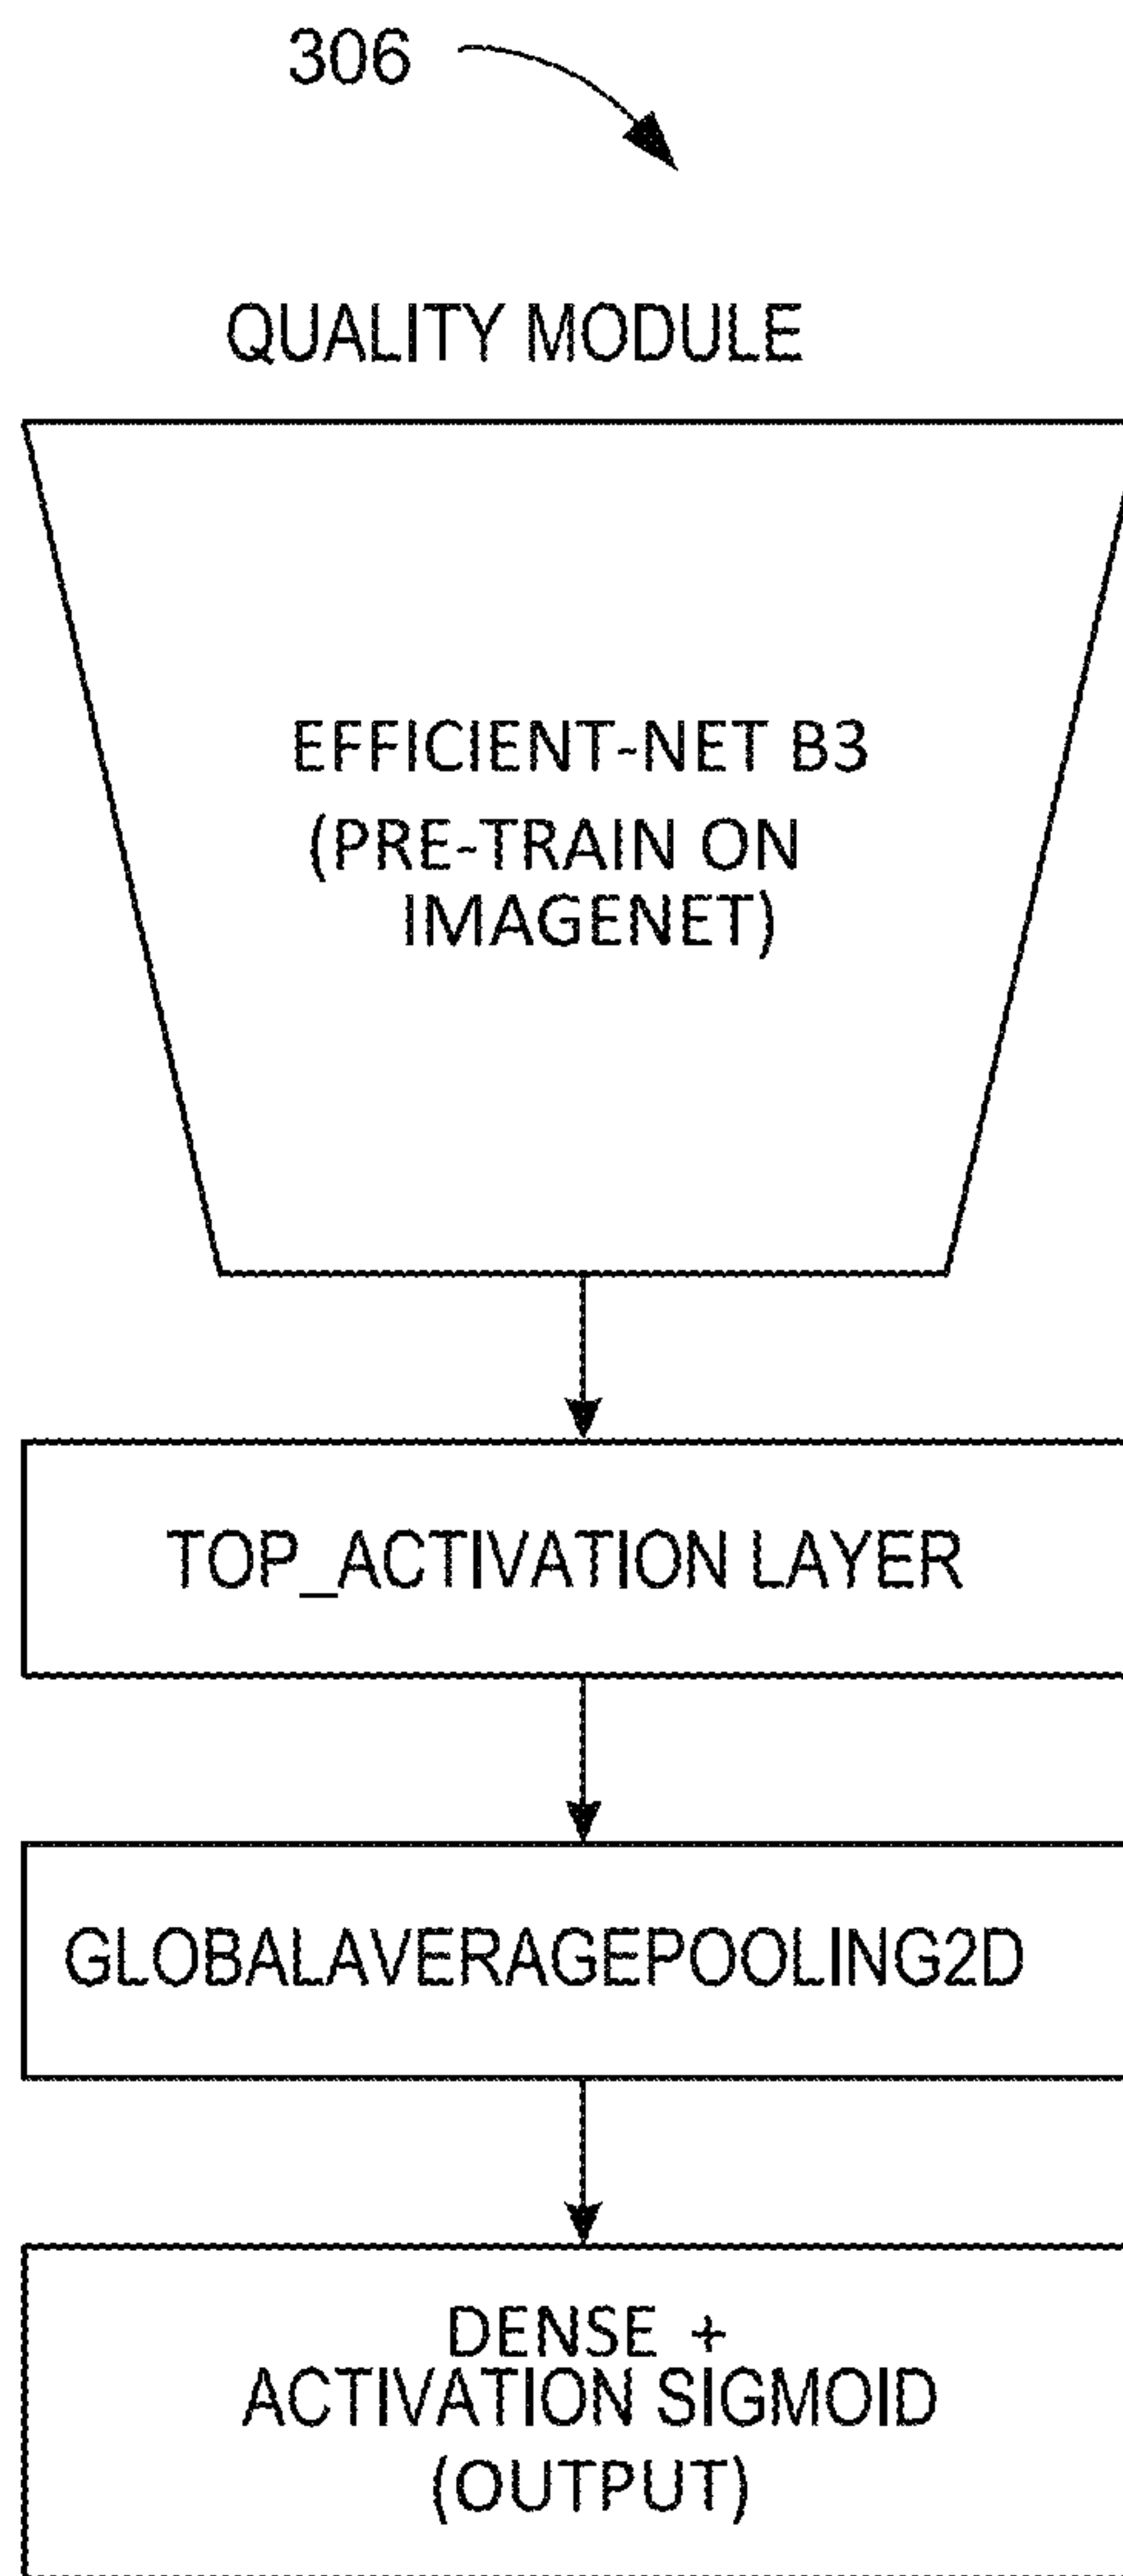 306
QUALITY MODULE
EFFICIENT-NET B3
(PRE-TRAIN ON
IMAGENET)
TOP_ACTIVATION LAYER
GLOBALAVERAGEPOOLING2D
DENSE +
ACTIVATION SIGMOID
(OUTPUT)